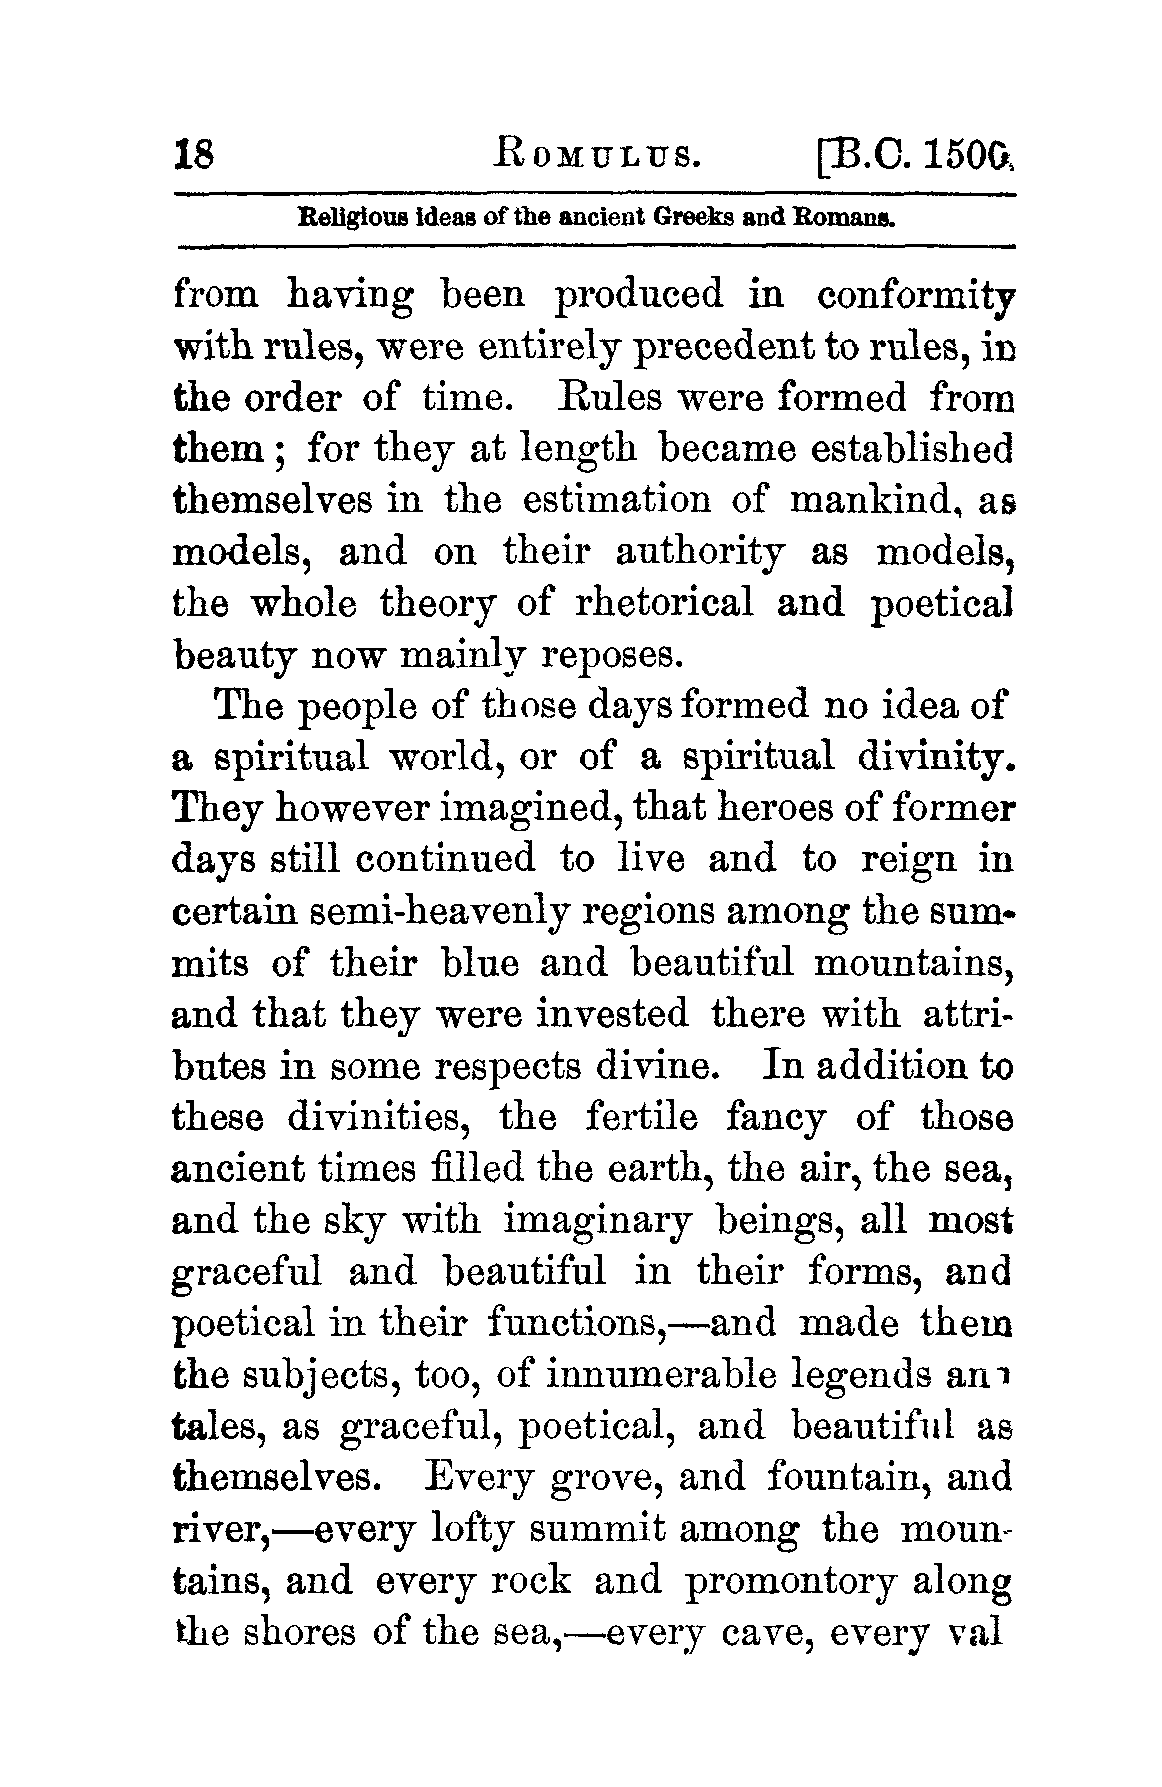 18 ROMULUS. [B.C. 1500.
Religious ideas of the ancient Greeks and Romans.
from having been produced in conformity
with rules, were entirely precedent to rules, in
the order of time. Rules were formed from
them; for they at length became established
themselves in the estimation of mankind, as
models, and on their authority as models,
the whole theory of rhetorical and poetical
beauty now mainly reposes.
The people of those days formed no idea of
a spiritual world, or of a spiritual divinity.
They however imagined, that heroes of former
days still continued to live and to reign in
certain semi-heavenly regions among the sum-
mits of their blue and beautiful mountains,
and that they were invested there with attri-
butes in some respects divine. In addition to
these divinities, the fertile fancy of those
ancient times filled the earth, the air, the sea,
and the sky with imaginary beings, all most
graceful and beautiful in their forms, and
poetical in their functions,—and made them
the subjects, too, of innumerable legends and
tales, as graceful, poetical, and beautiful as
themselves. Every grove, and fountain, and
river,—every lofty summit among the moun-
tains, and every rock and promontory along
the shores of the sea,—every cave, every val